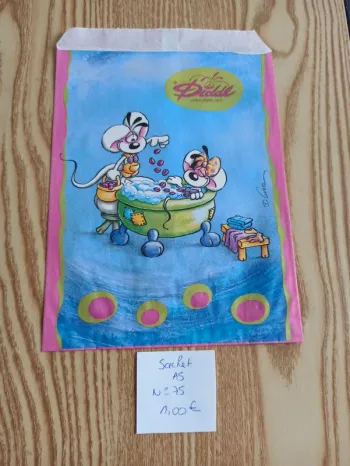 Diddl
Sachet
A5
N°75
1,00€